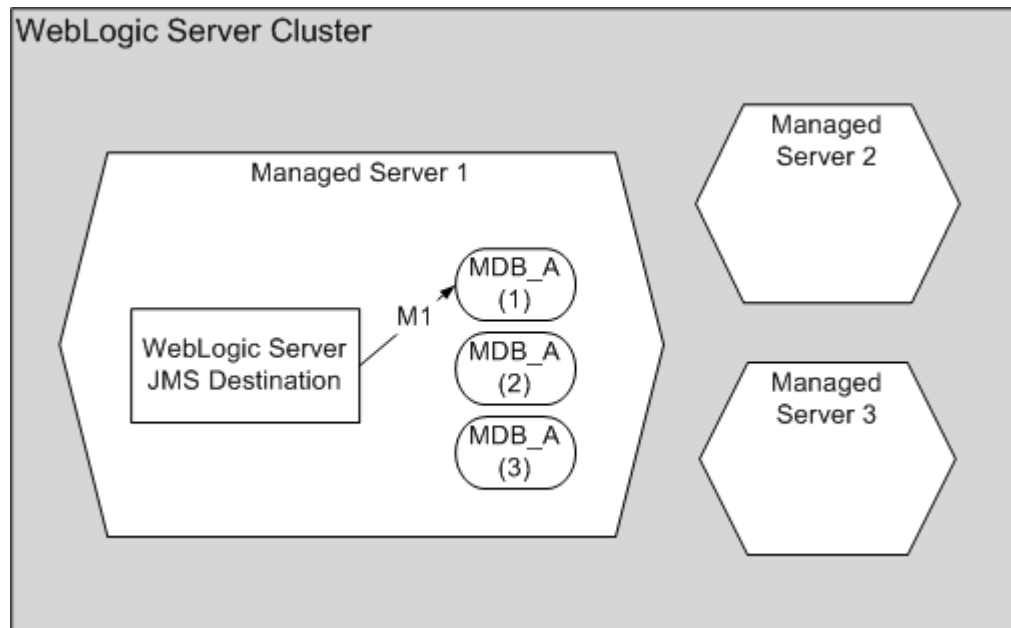 WebLogic Server Cluster
Managed Server 1
MDB_A
(1)
M1
WebLogic Server
JMS Destination
MDB_A
(2)
MDB_A
(3)
Managed
Server 2
Managed
Server 3